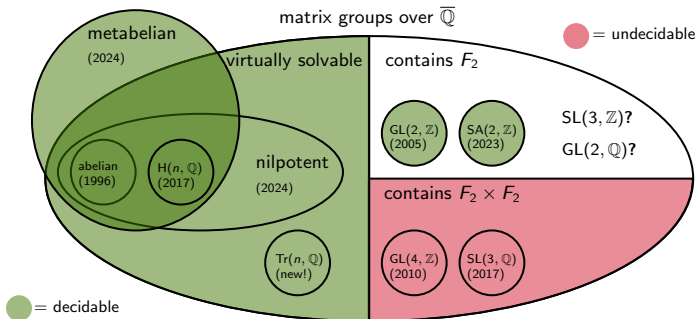 matrix groups over ℚ̅
= undecidable
metabelian
(2024)
virtually solvable
contains F₂
GL(2, ℤ)
(2005)
SA(2, ℤ)
(2023)
SL(3, ℤ)?
GL(2, ℚ)?
abelian
(1996)
H(n, ℚ)
(2017)
nilpotent
(2024)
contains F₂ × F₂
Tr(n, ℚ)
(new!)
GL(4, ℤ)
(2010)
SL(3, ℚ)
(2017)
= decidable